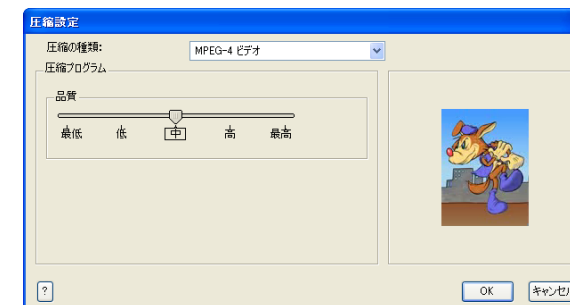 圧縮設定
圧縮の種類: MPEG-4 ビデオ
圧縮プログラム
品質
最低 低 中 高 最高
? OK キャンセル